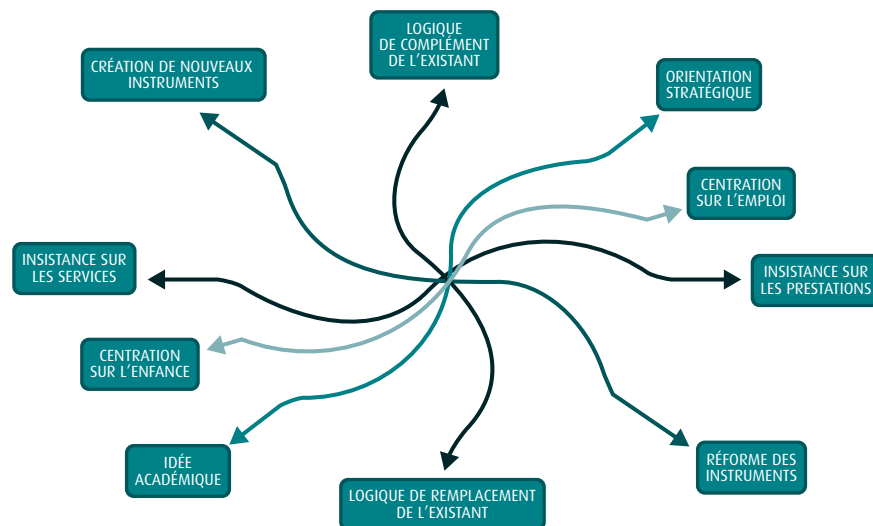 LOGIQUE
DE COMPLÉMENT
DE L'EXISTANT
CRÉATION DE NOUVEAUX
INSTRUMENTS
ORIENTATION
STRATÉGIQUE
CENTRATION
SUR L'EMPLOI
INSISTANCE SUR
LES SERVICES
INSISTANCE SUR
LES PRESTATIONS
CENTRATION
SUR L'ENFANCE
IDÉE
ACADÉMIQUE
RÉFORME DES
INSTRUMENTS
LOGIQUE DE REMPLACEMENT
DE L'EXISTANT